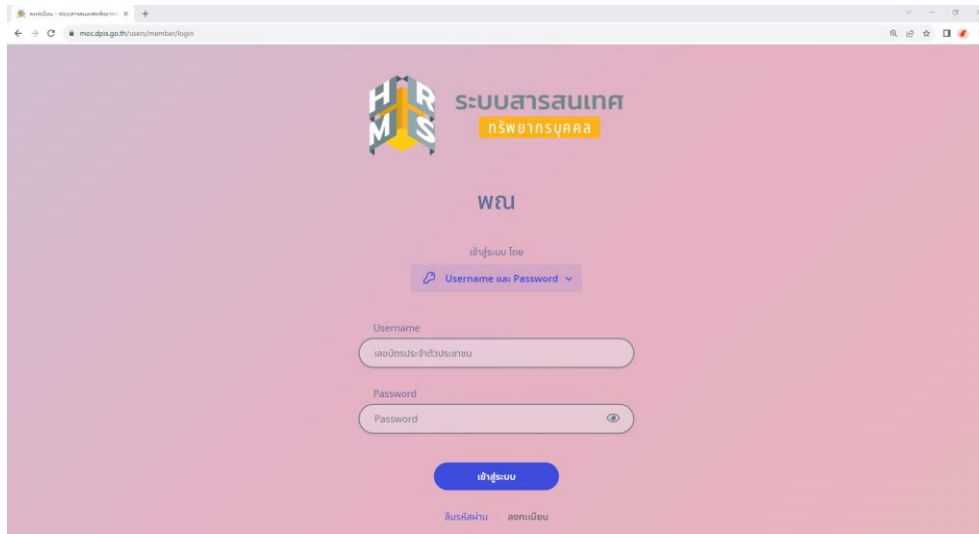 moc.dpis.go.th/users/member/login
HR
MS
ระบบสารสนเทศ
ทรัพยากรบุคคล
พณ
เข้าสู่ระบบ โดย
Username และ Password
Username
เลขบัตรประจำตัวประชาชน
Password
Password
เข้าสู่ระบบ
ลืมรหัสผ่าน
ลงทะเบียน